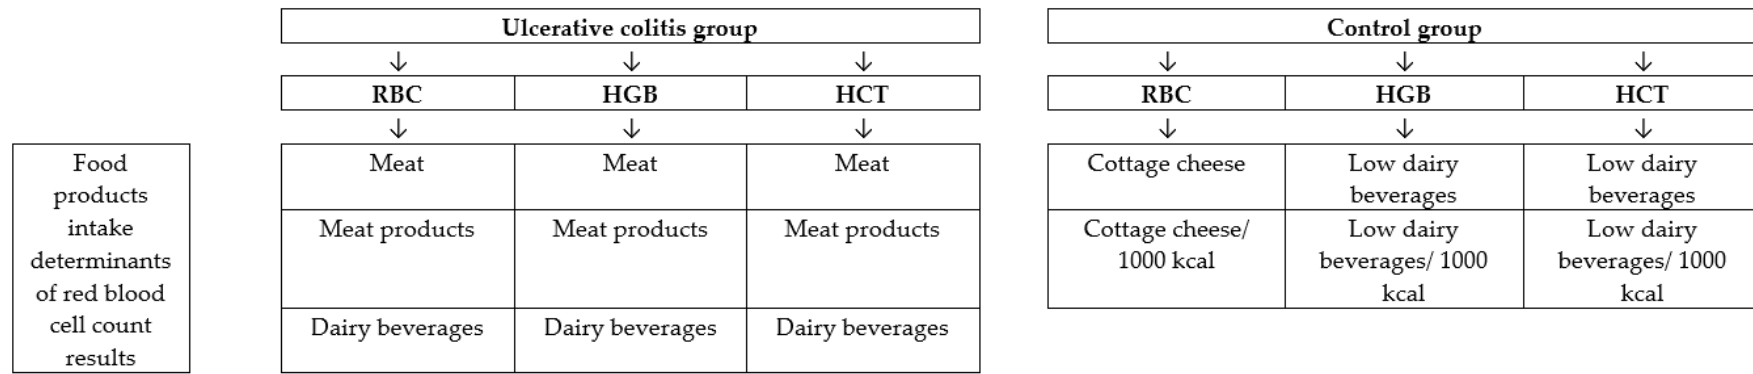 Ulcerative colitis group
Control group
↓ ↓ ↓ ↓ ↓ ↓
RBC HGB HCT RBC HGB HCT
↓ ↓ ↓ ↓ ↓ ↓
Food
products
intake
determinants
of red blood
cell count
results
Meat Meat Meat
Meat products Meat products Meat products
Dairy beverages Dairy beverages Dairy beverages
Cottage cheese
Low dairy
beverages
Low dairy
beverages
Cottage cheese/
1000 kcal
Low dairy
beverages/ 1000
kcal
Low dairy
beverages/ 1000
kcal